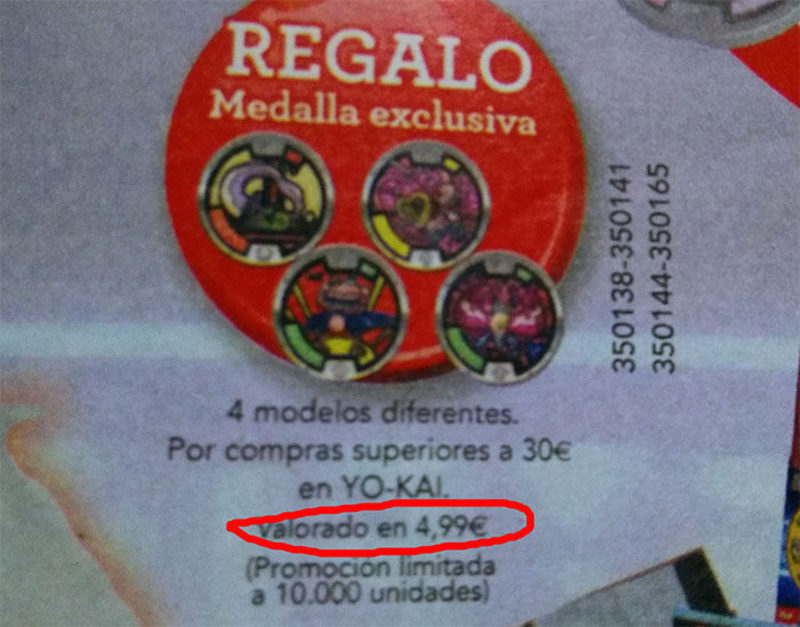 REGALO
Medalla exclusiva
350138-350141
350144-350165
4 modelos diferentes.
Por compras superiores a 30€
en YO-KAI.
valorado en 4,99€
(Promoción limitada
a 10.000 unidades)